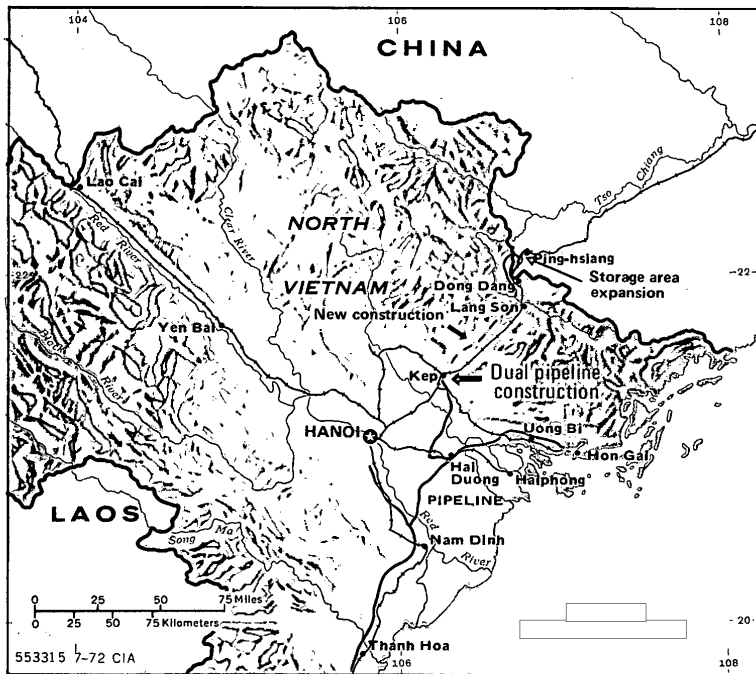 104
106
108
CHINA
Lao Cai
Red River
Clear River
Tso Chiang
NORTH
VIETNAM
Ping-hsiang
Storage area
expansion
22
22
Dong Dang
Lang Son
New construction
Yen Bai
Black River
Kep
Dual pipeline
construction
HANOI
Uong Bi
Hon Gai
Hai
Duong
Haiphong
PIPELINE
Red
River
Nam Dinh
LAOS
Song Ma
0 25 50 75 Miles
0 25 50 75 Kilometers
20
Thanh Hoa
553315 7-72 CIA
106
108